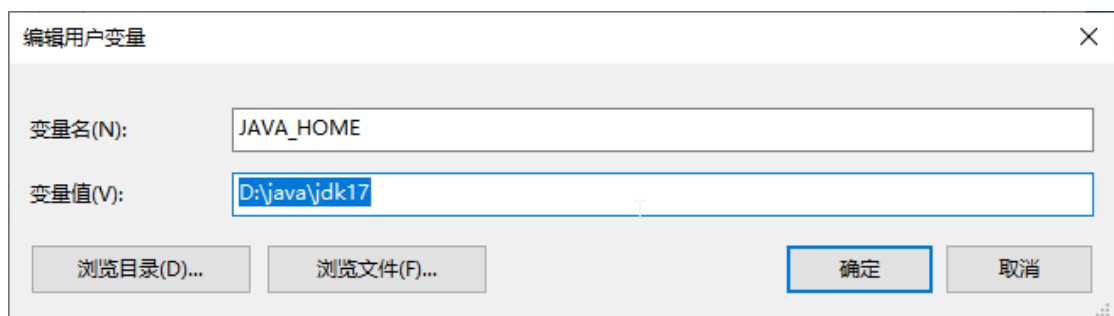 编辑用户变量
变量名(N): JAVA_HOME
变量值(V): D:\java\jdk17
浏览目录(D)... 浏览文件(F)... 确定 取消